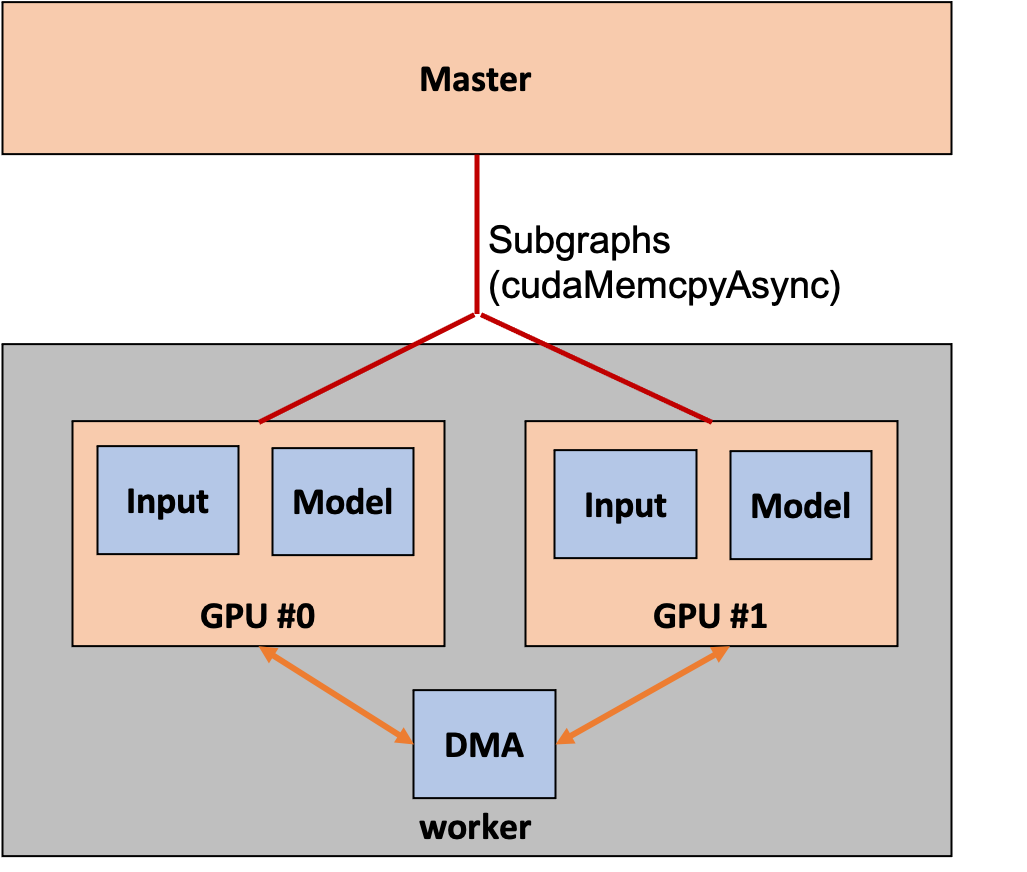 Master
Subgraphs
(cudaMemcpyAsync)
Input
Model
Input
Model
GPU #0
GPU #1
DMA
worker